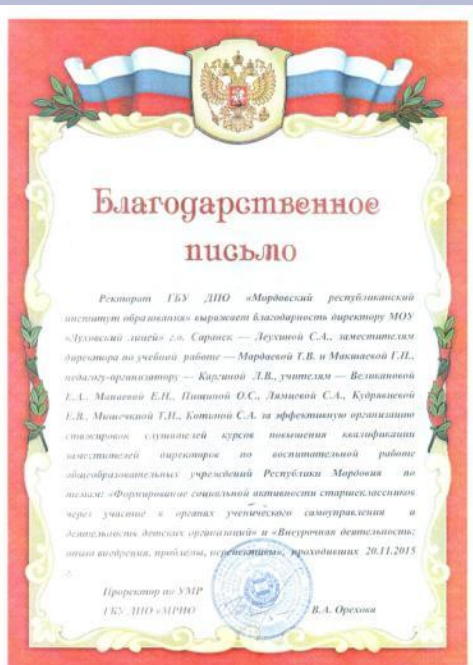 Благодарственное
письмо
Ректорат ГБУ ДПО «Мордовский республиканский
институт образования» выражает благодарность директору МОУ
«Луховский лицей» г.о. Саранск — Леухиной С.А., заместителям
директора по учебной работе — Мардаевой Т.В. и Макшаевой Г.П.,
педагогу-организатору — Каргиной Л.В., учителям — Великановой
Е.А., Манаевой Е.Н., Пищиной О.С., Лямцевой С.А., Кудрявцевой
Е.В., Мишечкиной Т.Н., Котиной С.А. за эффективную организацию
стажировок слушателей курсов повышения квалификации
заместителей директоров по воспитательной работе
общеобразовательных учреждений Республики Мордовия по
темам: «Формирование социальной активности старшеклассников
через участие в органах ученического самоуправления и
деятельность детских организаций» и «Внеурочная деятельность:
опыт внедрения, проблемы, перспективы», проходивших 20.11.2015
г.
Проректор по УМР
ГБУ ДПО «МРИО В.А. Орехова